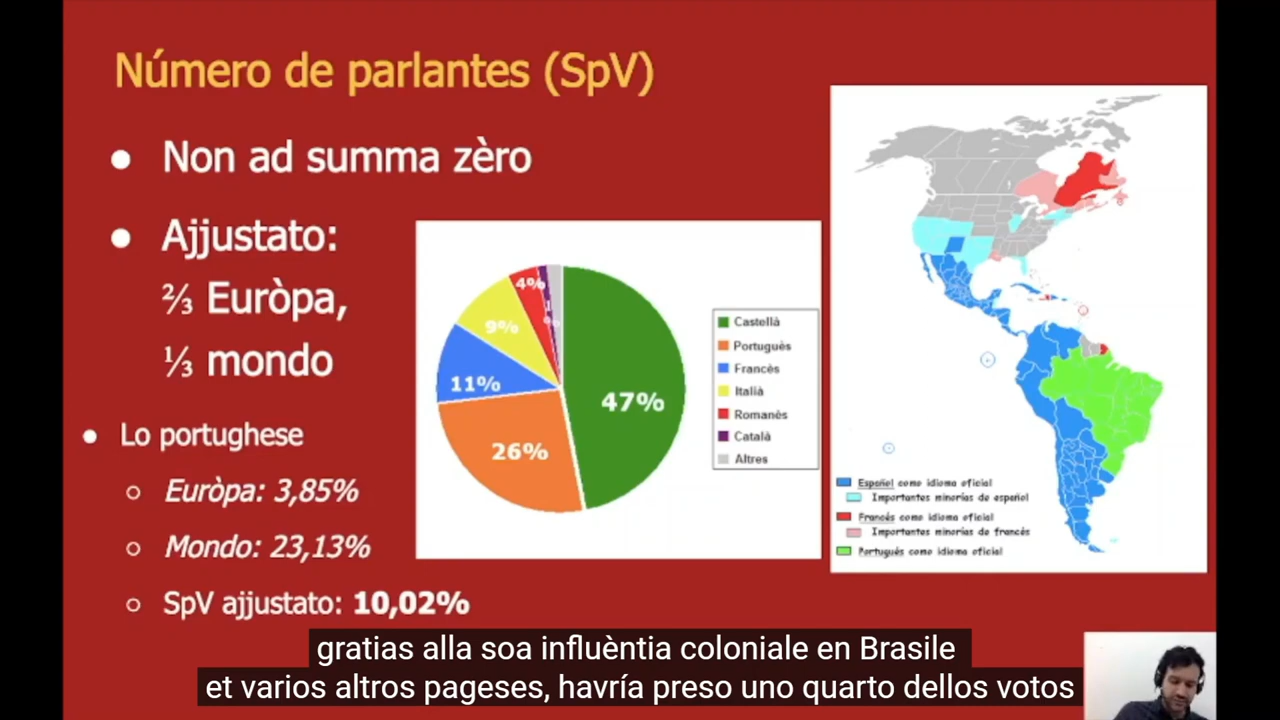 Número de parlantes (SpV)
● Non ad summa zèro
● Ajjustato:
⅔ Euròpa,
⅓ mondo
● Lo portughese
○ Euròpa: 3,85%
○ Mondo: 23,13%
○ SpV ajjustato: 10,02%
47%
26%
11%
9%
4%
Castellà
Portuguès
Francès
Italià
Romanès
Català
Altres
Español como idioma oficial
Importantes minorías de español
Francés como idioma oficial
Importantes minorías de francés
Portugués como idioma oficial
gratias alla soa influèntia coloniale en Brasile
et varios altros pageses, havría preso uno quarto dellos votos